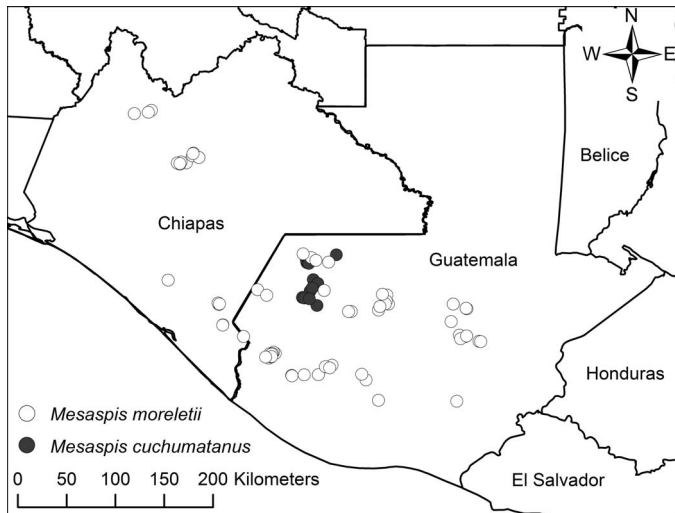 N
W E
S
Belice
Chiapas
Guatemala
Honduras
Mesaspis moreletii
Mesaspis cuchumatanus
El Salvador
0 50 100 150 200 Kilometers